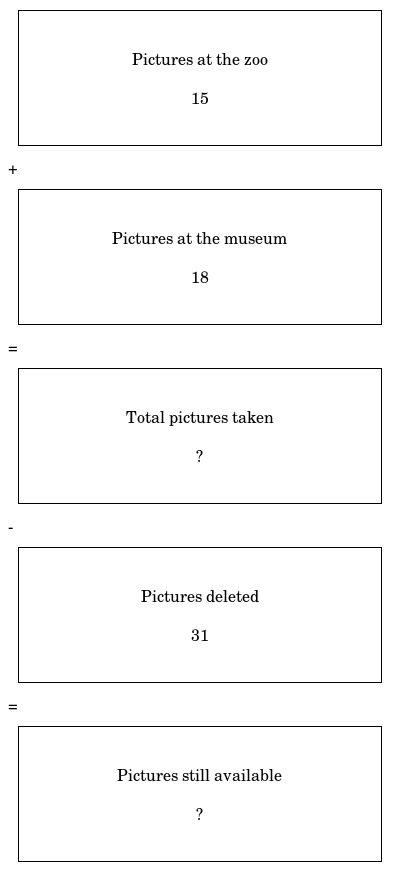 Pictures at the zoo
15
+
Pictures at the museum
18
=
Total pictures taken
?
-
Pictures deleted
31
=
Pictures still available
?